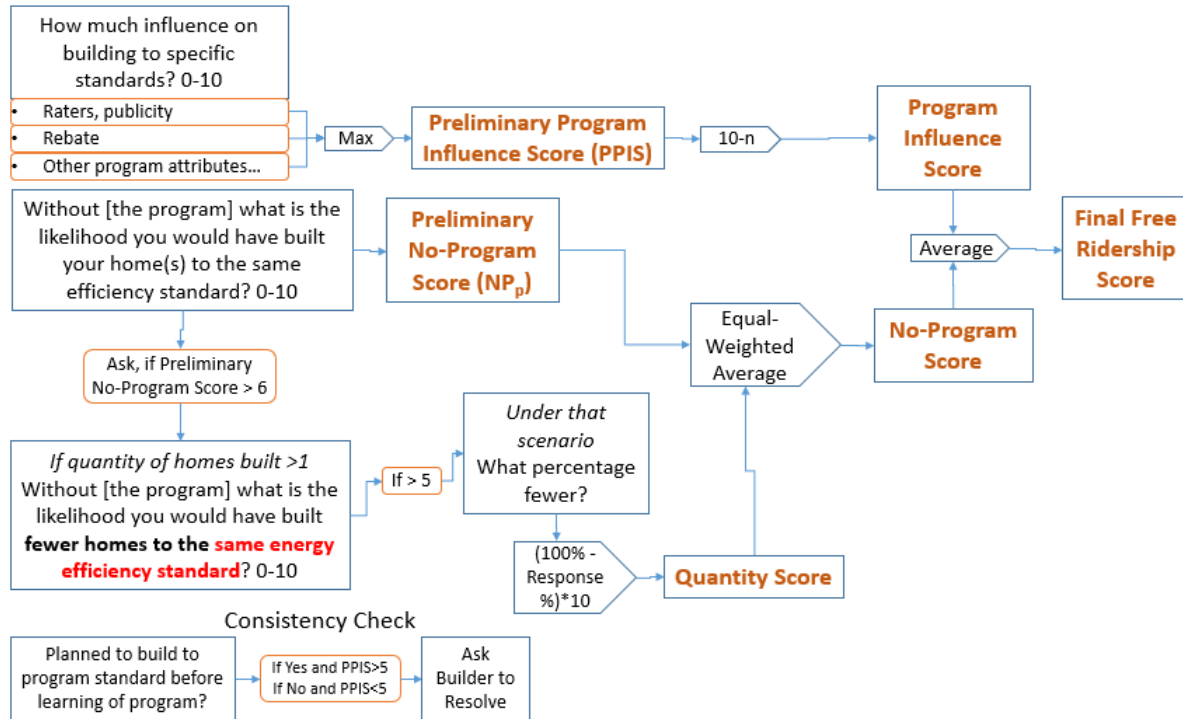 How much influence on
building to specific
standards? 0-10
• Raters, publicity
• Rebate
• Other program attributes…
Max
Preliminary Program
Influence Score (PPIS)
10-n
Program
Influence
Score
Without [the program] what is the
likelihood you would have built
your home(s) to the same
efficiency standard? 0-10
Preliminary
No-Program
Score (NPp)
Average
Final Free
Ridership
Score
Equal-
Weighted
Average
No-Program
Score
Ask, if Preliminary
No-Program Score > 6
If quantity of homes built >1
Without [the program] what is the
likelihood you would have built
fewer homes to the same energy
efficiency standard? 0-10
If > 5
Under that
scenario
What percentage
fewer?
(100% -
Response
%)*10
Quantity Score
Consistency Check
Planned to build to
program standard before
learning of program?
If Yes and PPIS>5
If No and PPIS<5
Ask
Builder to
Resolve